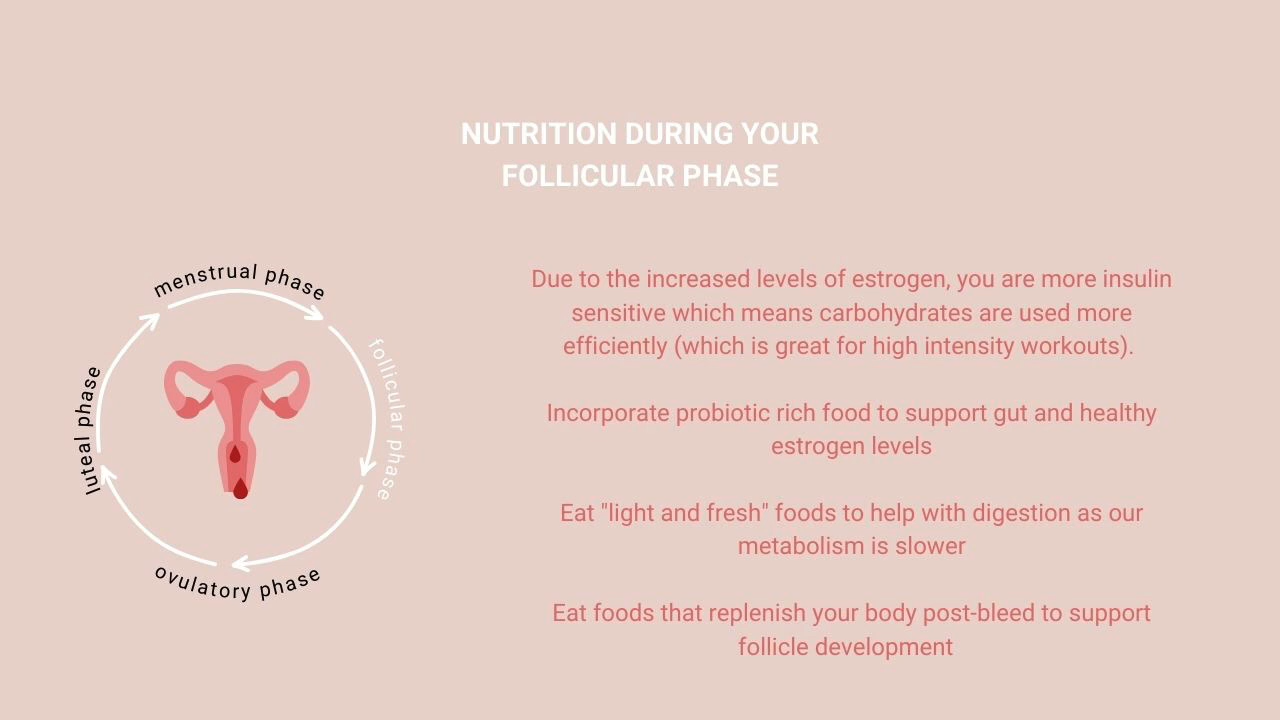 NUTRITION DURING YOUR
FOLLICULAR PHASE
menstrual phase
follicular phase
ovulatory phase
luteal phase
Due to the increased levels of estrogen, you are more insulin
sensitive which means carbohydrates are used more
efficiently (which is great for high intensity workouts).
Incorporate probiotic rich food to support gut and healthy
estrogen levels
Eat "light and fresh" foods to help with digestion as our
metabolism is slower
Eat foods that replenish your body post-bleed to support
follicle development